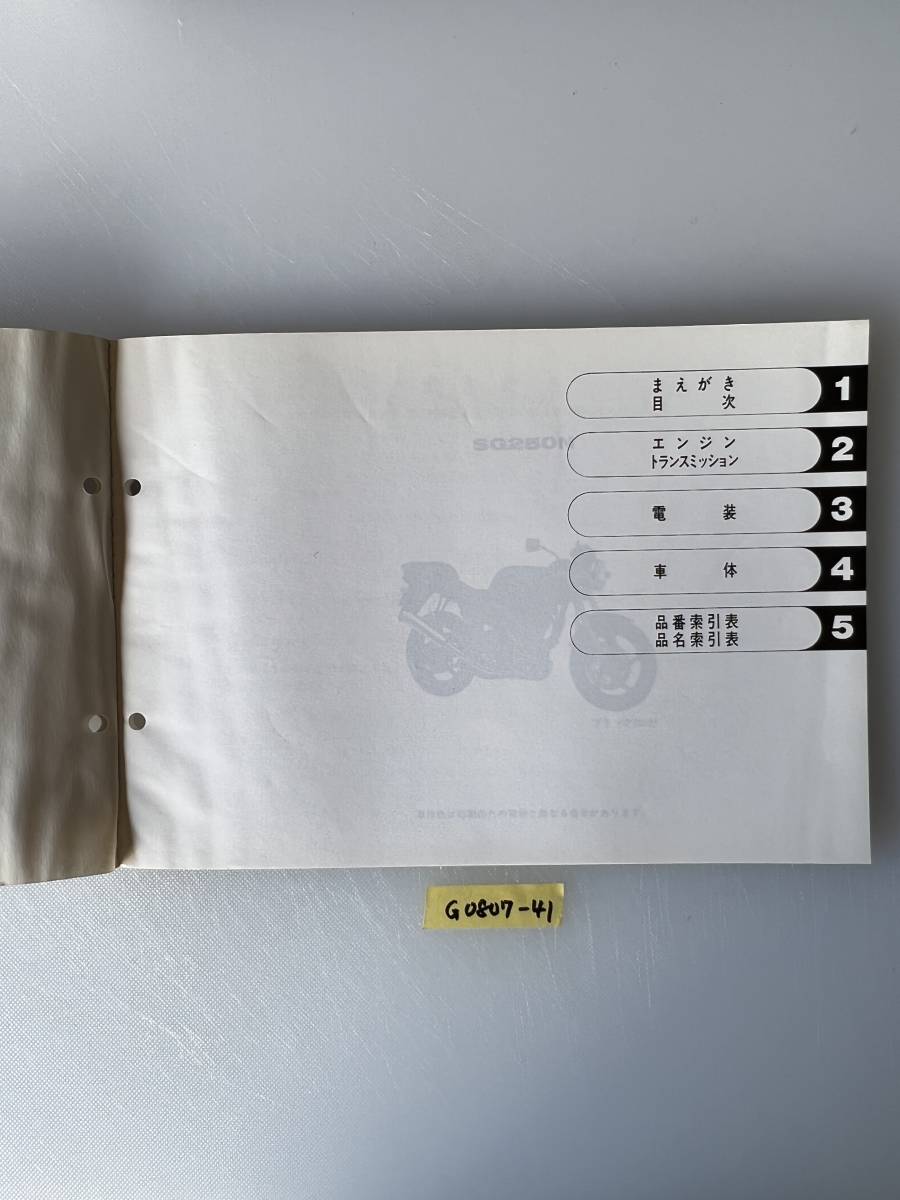 まえがき
目次
1
エンジン
トランスミッション
2
電装
3
車体
4
品番索引表
品名索引表
5
G0807-41